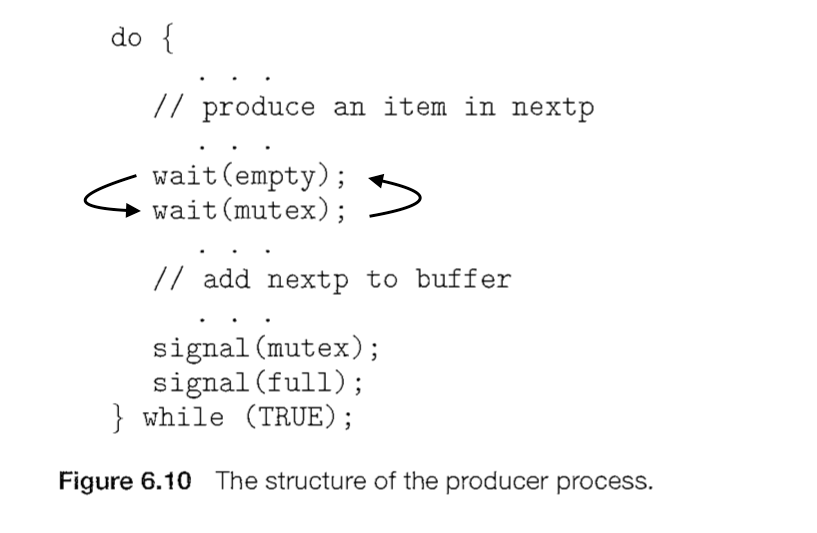 do {
. . .
// produce an item in nextp
. . .
wait(empty);
wait(mutex);
. . .
// add nextp to buffer
. . .
signal(mutex);
signal(full);
} while (TRUE);
Figure 6.10 The structure of the producer process.